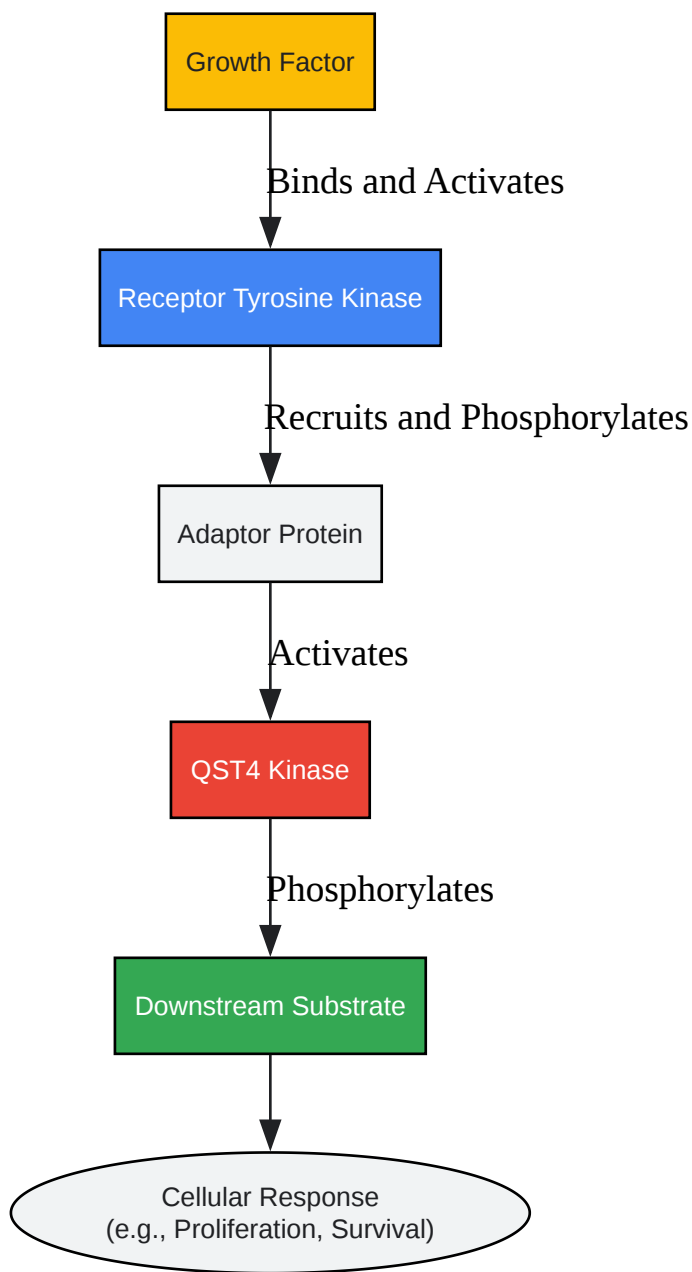 Growth Factor
Binds and Activates
Receptor Tyrosine Kinase
Recruits and Phosphorylates
Adaptor Protein
Activates
QST4 Kinase
Phosphorylates
Downstream Substrate
Cellular Response
(e.g., Proliferation, Survival)